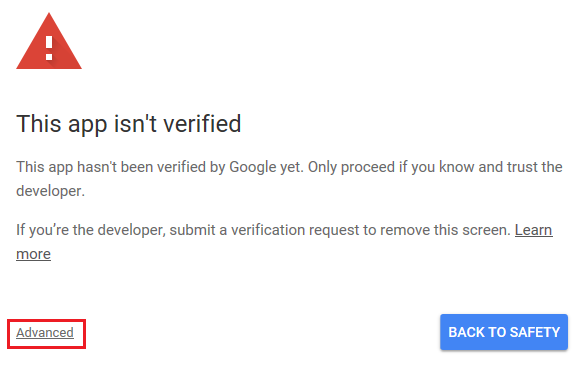 This app isn't verified
This app hasn't been verified by Google yet. Only proceed if you know and trust the
developer.
If you’re the developer, submit a verification request to remove this screen. Learn
more
Advanced
BACK TO SAFETY